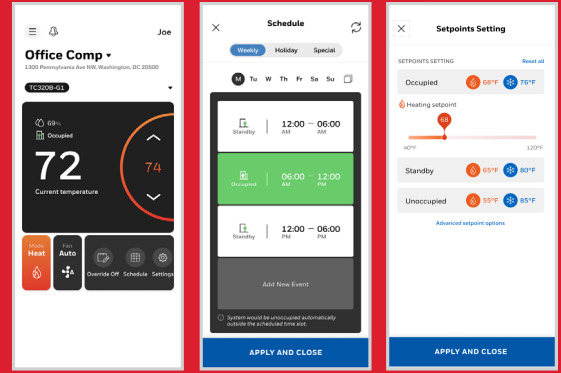 Joe
Office Comp
1300 Pennsylvania Ave NW, Washington, DC 20500
TC320B-G1
69%
Occupied
72
74
Current temperature
Mode
Heat
Fan
Auto
Override Off
Schedule
Settings
Schedule
Weekly
Holiday
Special
M Tu W Th Fr Sa Su
Standby
12:00 – 06:00
AM AM
Occupied
06:00 – 12:00
AM PM
Standby
12:00 – 06:00
PM PM
Add New Event
System would be unoccupied automatically
outside the scheduled time slot.
APPLY AND CLOSE
Setpoints Setting
SETPOINTS SETTING
Reset all
Occupied 68°F 76°F
Heating setpoint
68
40°F 120°F
Standby 65°F 80°F
Unoccupied 55°F 85°F
Advanced setpoint options
APPLY AND CLOSE